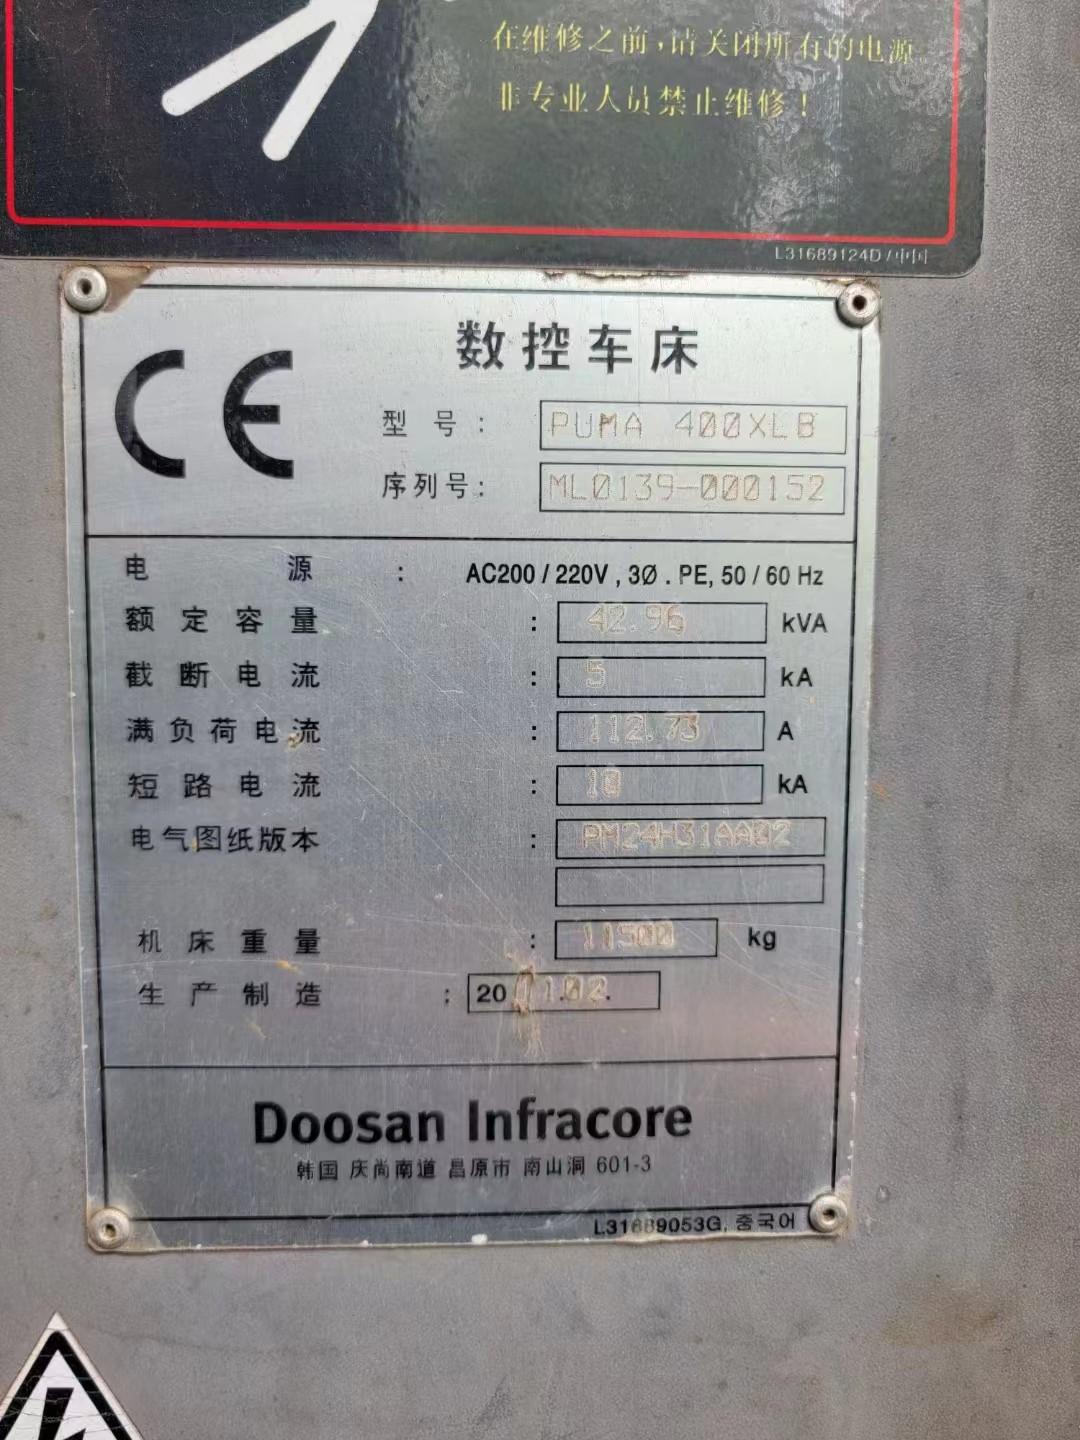 在维修之前，请关闭所有的电源
非专业人员禁止维修！
L31689124D/中国
CE
数控车床
型号： PUMA 400XLB
序列号： ML0139-000152
电源 : AC200 / 220V , 3Ø . PE, 50 / 60 Hz
额定容量 : 42.96 kVA
截断电流 : 5 kA
满负荷电流 : 112.73 A
短路电流 : 10 kA
电气图纸版本 : PM24H31AA02
机床重量 : 11500 kg
生产制造 : 20 1.02.
Doosan Infracore
韩国 庆尚南道 昌原市 南山洞 601-3
L31689053G, 중국어